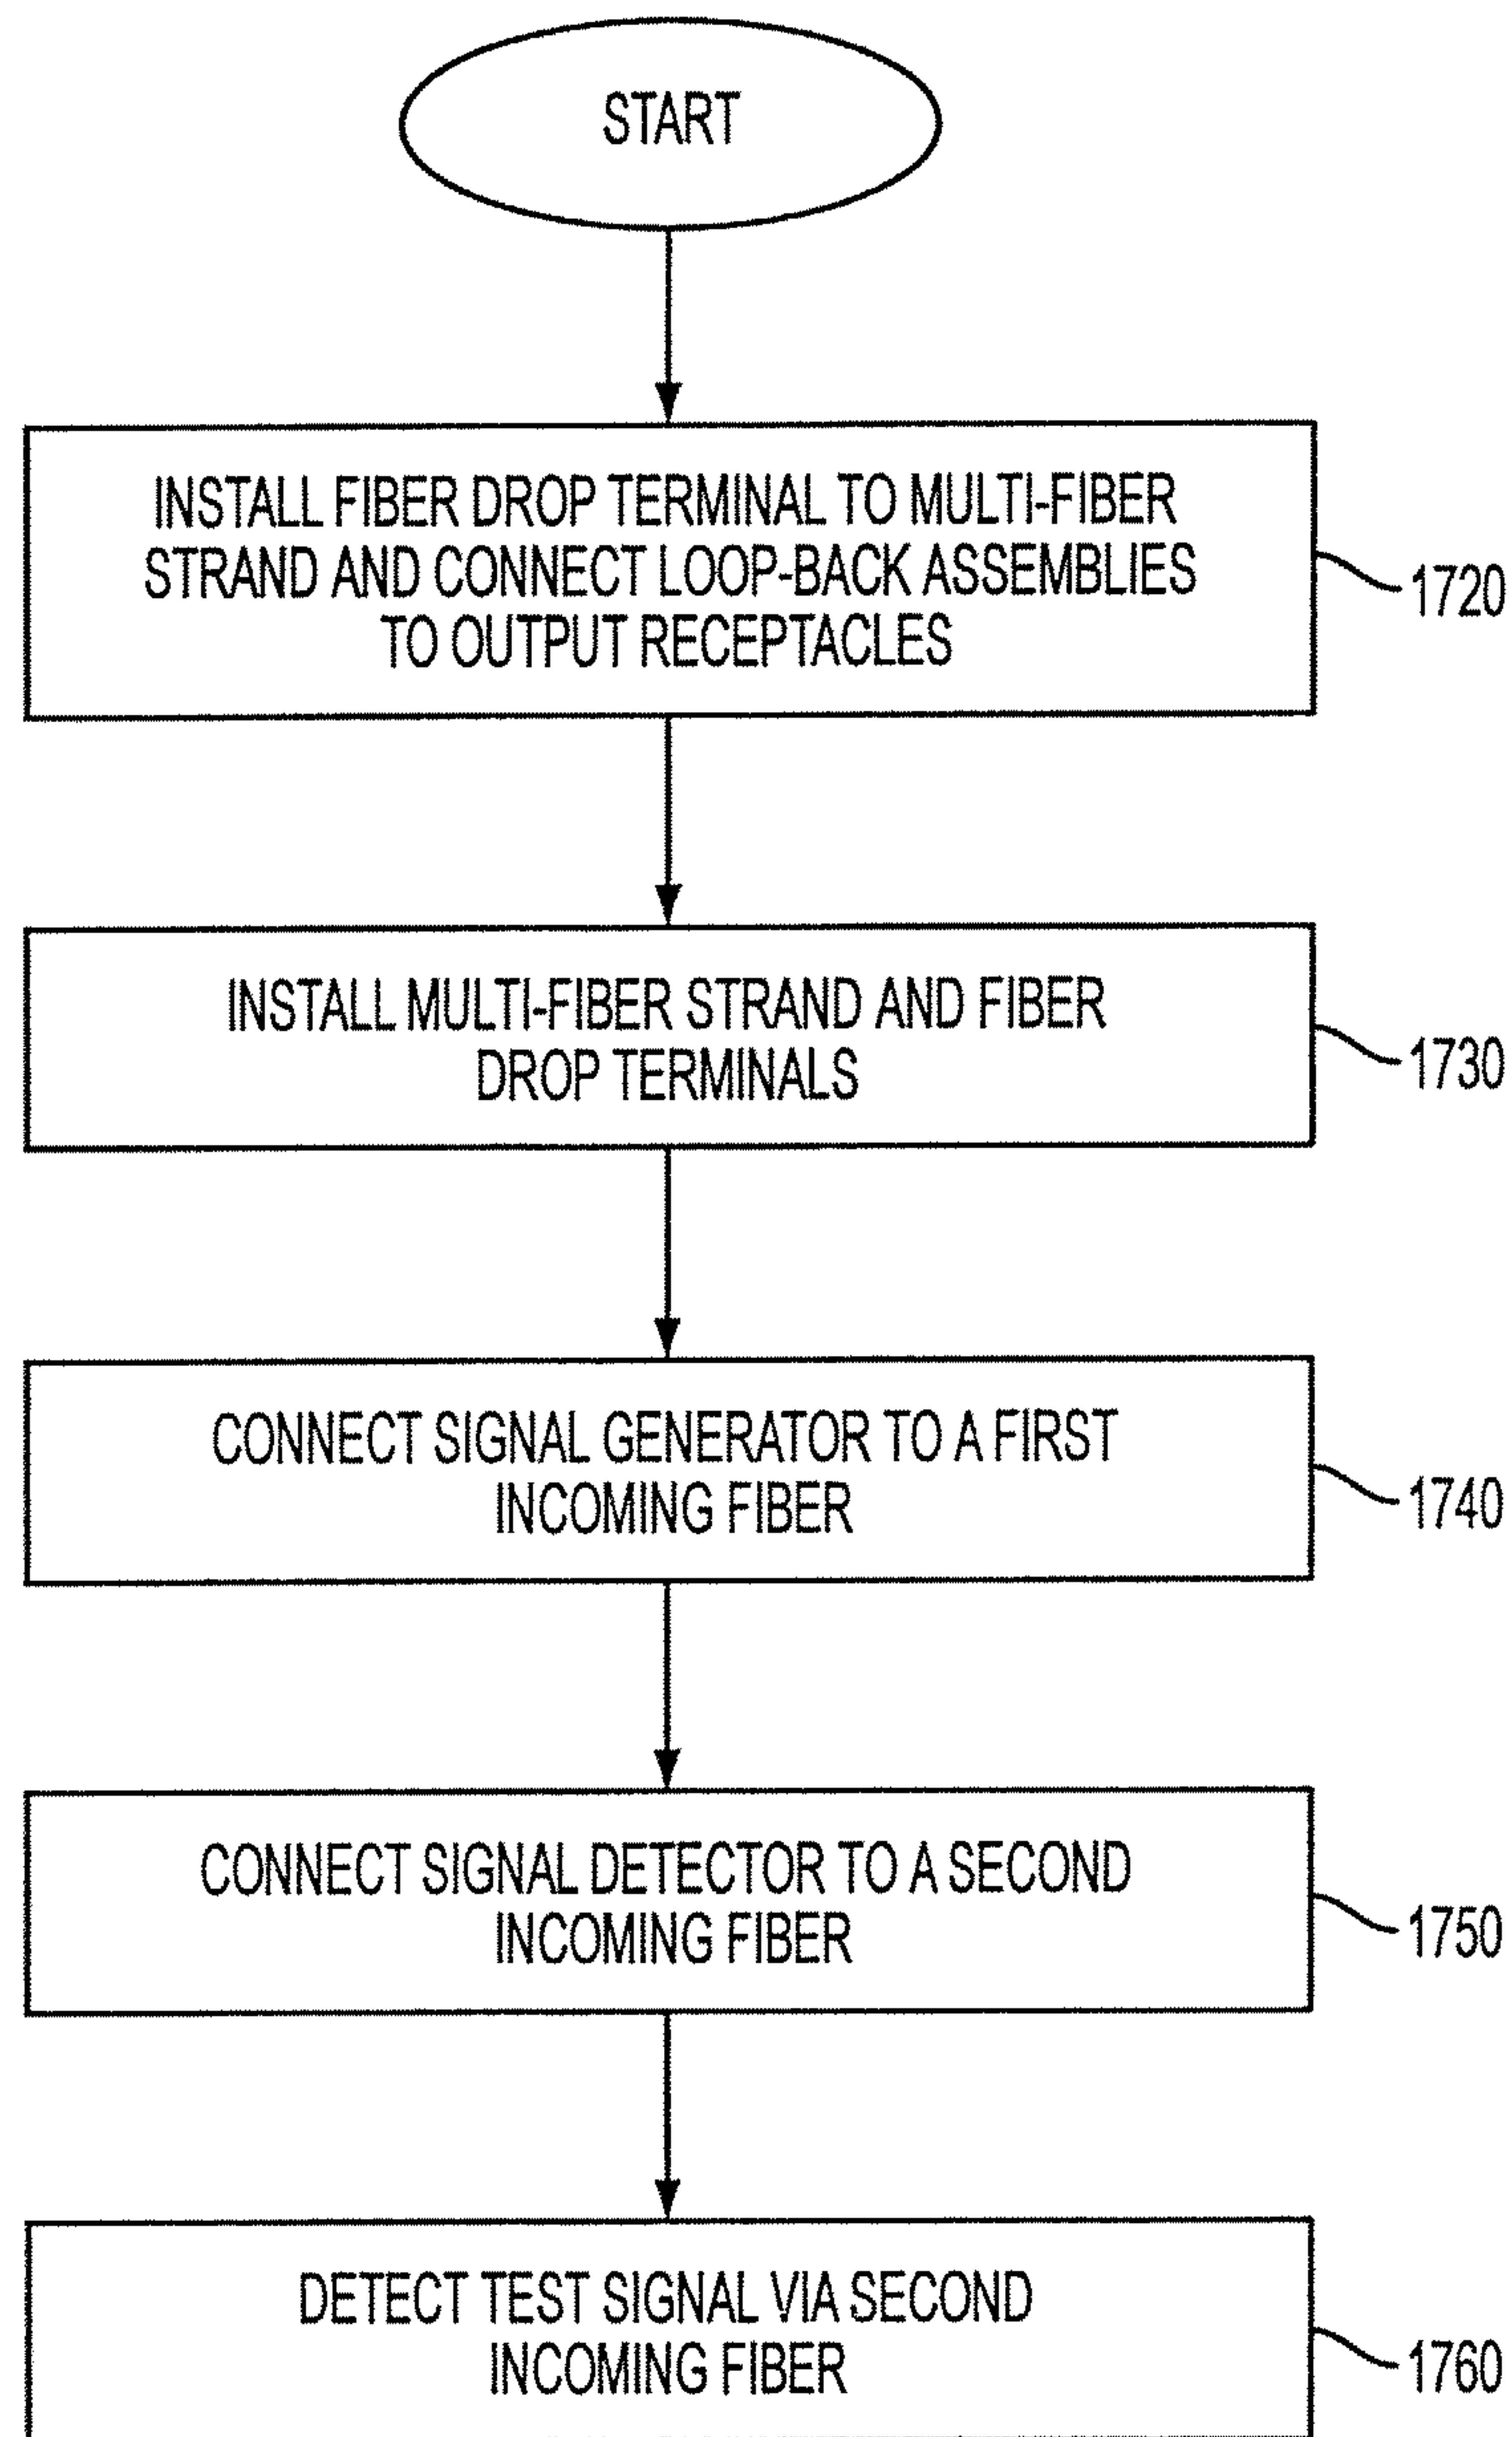 START
INSTALL FIBER DROP TERMINAL TO MULTI-FIBER
STRAND AND CONNECT LOOP-BACK ASSEMBLIES
TO OUTPUT RECEPTACLES
1720
INSTALL MULTI-FIBER STRAND AND FIBER
DROP TERMINALS
1730
CONNECT SIGNAL GENERATOR TO A FIRST
INCOMING FIBER
1740
CONNECT SIGNAL DETECTOR TO A SECOND
INCOMING FIBER
1750
DETECT TEST SIGNAL VIA SECOND
INCOMING FIBER
1760